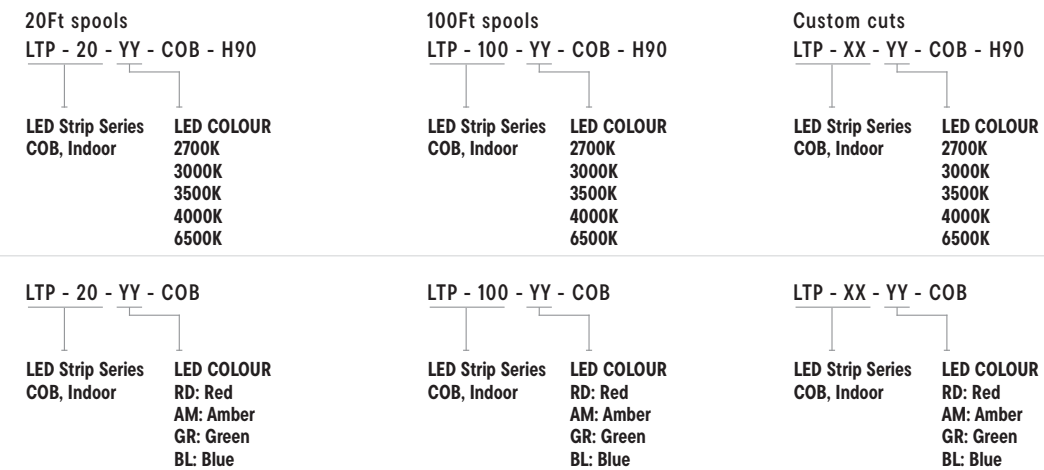 20Ft spools
LTP - 20 - YY - COB - H90
LED Strip Series
COB, Indoor
LED COLOUR
2700K
3000K
3500K
4000K
6500K
100Ft spools
LTP - 100 - YY - COB - H90
LED Strip Series
COB, Indoor
LED COLOUR
2700K
3000K
3500K
4000K
6500K
Custom cuts
LTP - XX - YY - COB - H90
LED Strip Series
COB, Indoor
LED COLOUR
2700K
3000K
3500K
4000K
6500K
LTP - 20 - YY - COB
LED Strip Series
COB, Indoor
LED COLOUR
RD: Red
AM: Amber
GR: Green
BL: Blue
LTP - 100 - YY - COB
LED Strip Series
COB, Indoor
LED COLOUR
RD: Red
AM: Amber
GR: Green
BL: Blue
LTP - XX - YY - COB
LED Strip Series
COB, Indoor
LED COLOUR
RD: Red
AM: Amber
GR: Green
BL: Blue